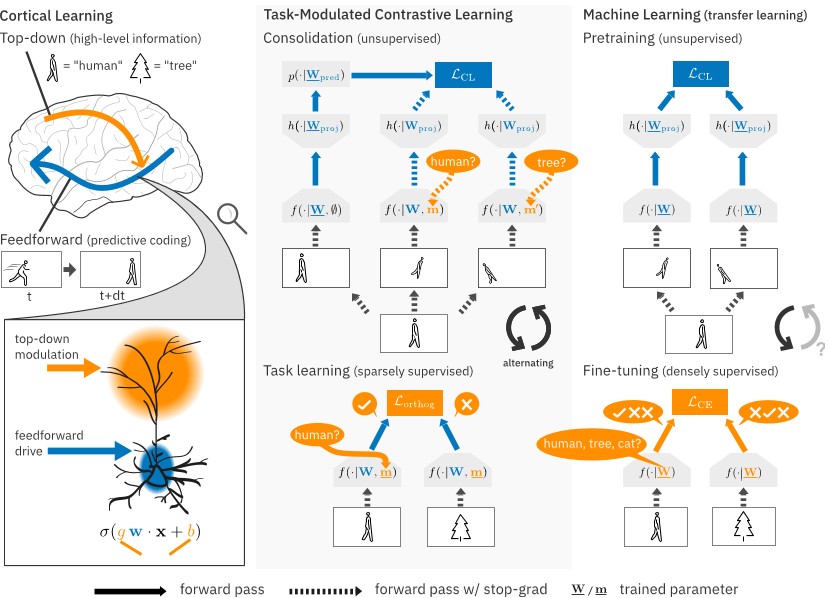 Cortical Learning
Top-down (high-level information)
= "human" = "tree"
Feedforward (predictive coding)
t t+dt
top-down
modulation
feedforward
drive
σ(g w · x + b)
Task-Modulated Contrastive Learning
Consolidation (unsupervised)
p(·|W_pred) L_CL
h(·|W_proj) h(·|W_proj) h(·|W_proj)
human? tree?
f(·|W, ∅) f(·|W, m) f(·|W, m′)
alternating
Task learning (sparsely supervised)
L_orthog
human?
f(·|W, m) f(·|W, m)
Machine Learning (transfer learning)
Pretraining (unsupervised)
L_CL
h(·|W_proj) h(·|W_proj)
f(·|W) f(·|W)
?
Fine-tuning (densely supervised)
L_CE
human, tree, cat?
f(·|W) f(·|W)
forward pass forward pass w/ stop-grad W/m trained parameter